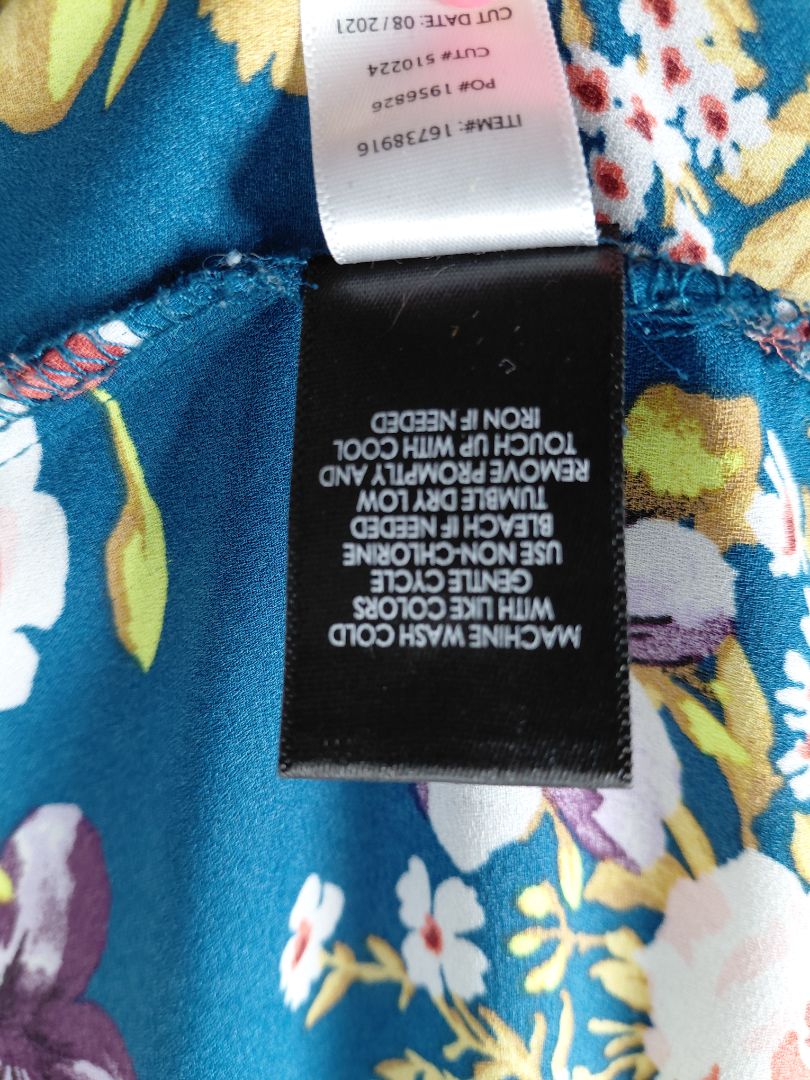 MACHINE WASH COLD
WITH LIKE COLORS
GENTLE CYCLE
USE NON-CHLORINE
BLEACH IF NEEDED
TUMBLE DRY LOW
REMOVE PROMPTLY AND
TOUCH UP WITH COOL
IRON IF NEEDED
ITEM#: 16738916
PO# 1956826
CUT# 510224
CUT DATE: 08/2021